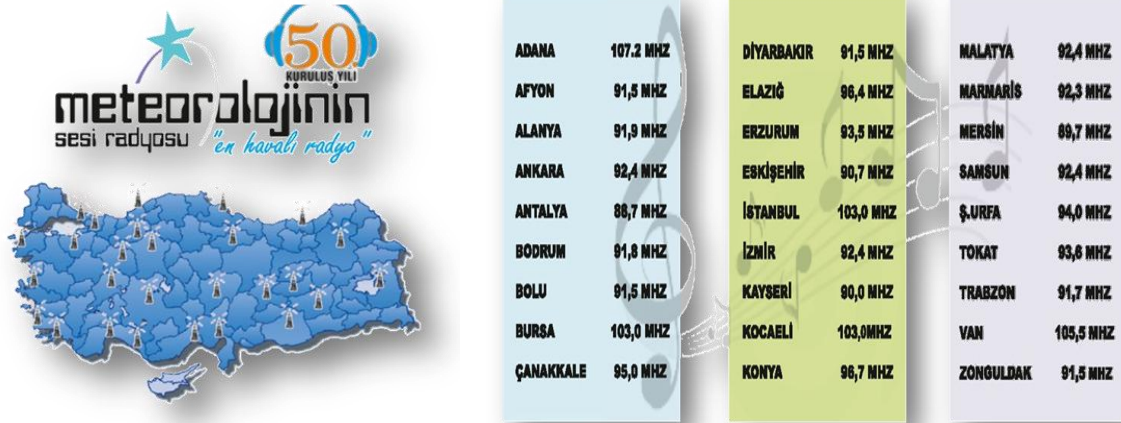 50.
KURULUŞ YILI
meteorolojinin
sesi radyosu "en havalı radyo"
ADANA 107.2 MHZ
AFYON 91,5 MHZ
ALANYA 91,9 MHZ
ANKARA 92,4 MHZ
ANTALYA 88,7 MHZ
BODRUM 91,8 MHZ
BOLU 91,5 MHZ
BURSA 103,0 MHZ
ÇANAKKALE 95,0 MHZ
DİYARBAKIR 91,5 MHZ
ELAZIĞ 96,4 MHZ
ERZURUM 93,5 MHZ
ESKİŞEHİR 90,7 MHZ
İSTANBUL 103,0 MHZ
İZMİR 92,4 MHZ
KAYSERİ 90,0 MHZ
KOCAELİ 103,0MHZ
KONYA 96,7 MHZ
MALATYA 92,4 MHZ
MARMARİS 92,3 MHZ
MERSİN 89,7 MHZ
SAMSUN 92,4 MHZ
Ş.URFA 94,0 MHZ
TOKAT 93,6 MHZ
TRABZON 91,7 MHZ
VAN 105,5 MHZ
ZONGULDAK 91,5 MHZ